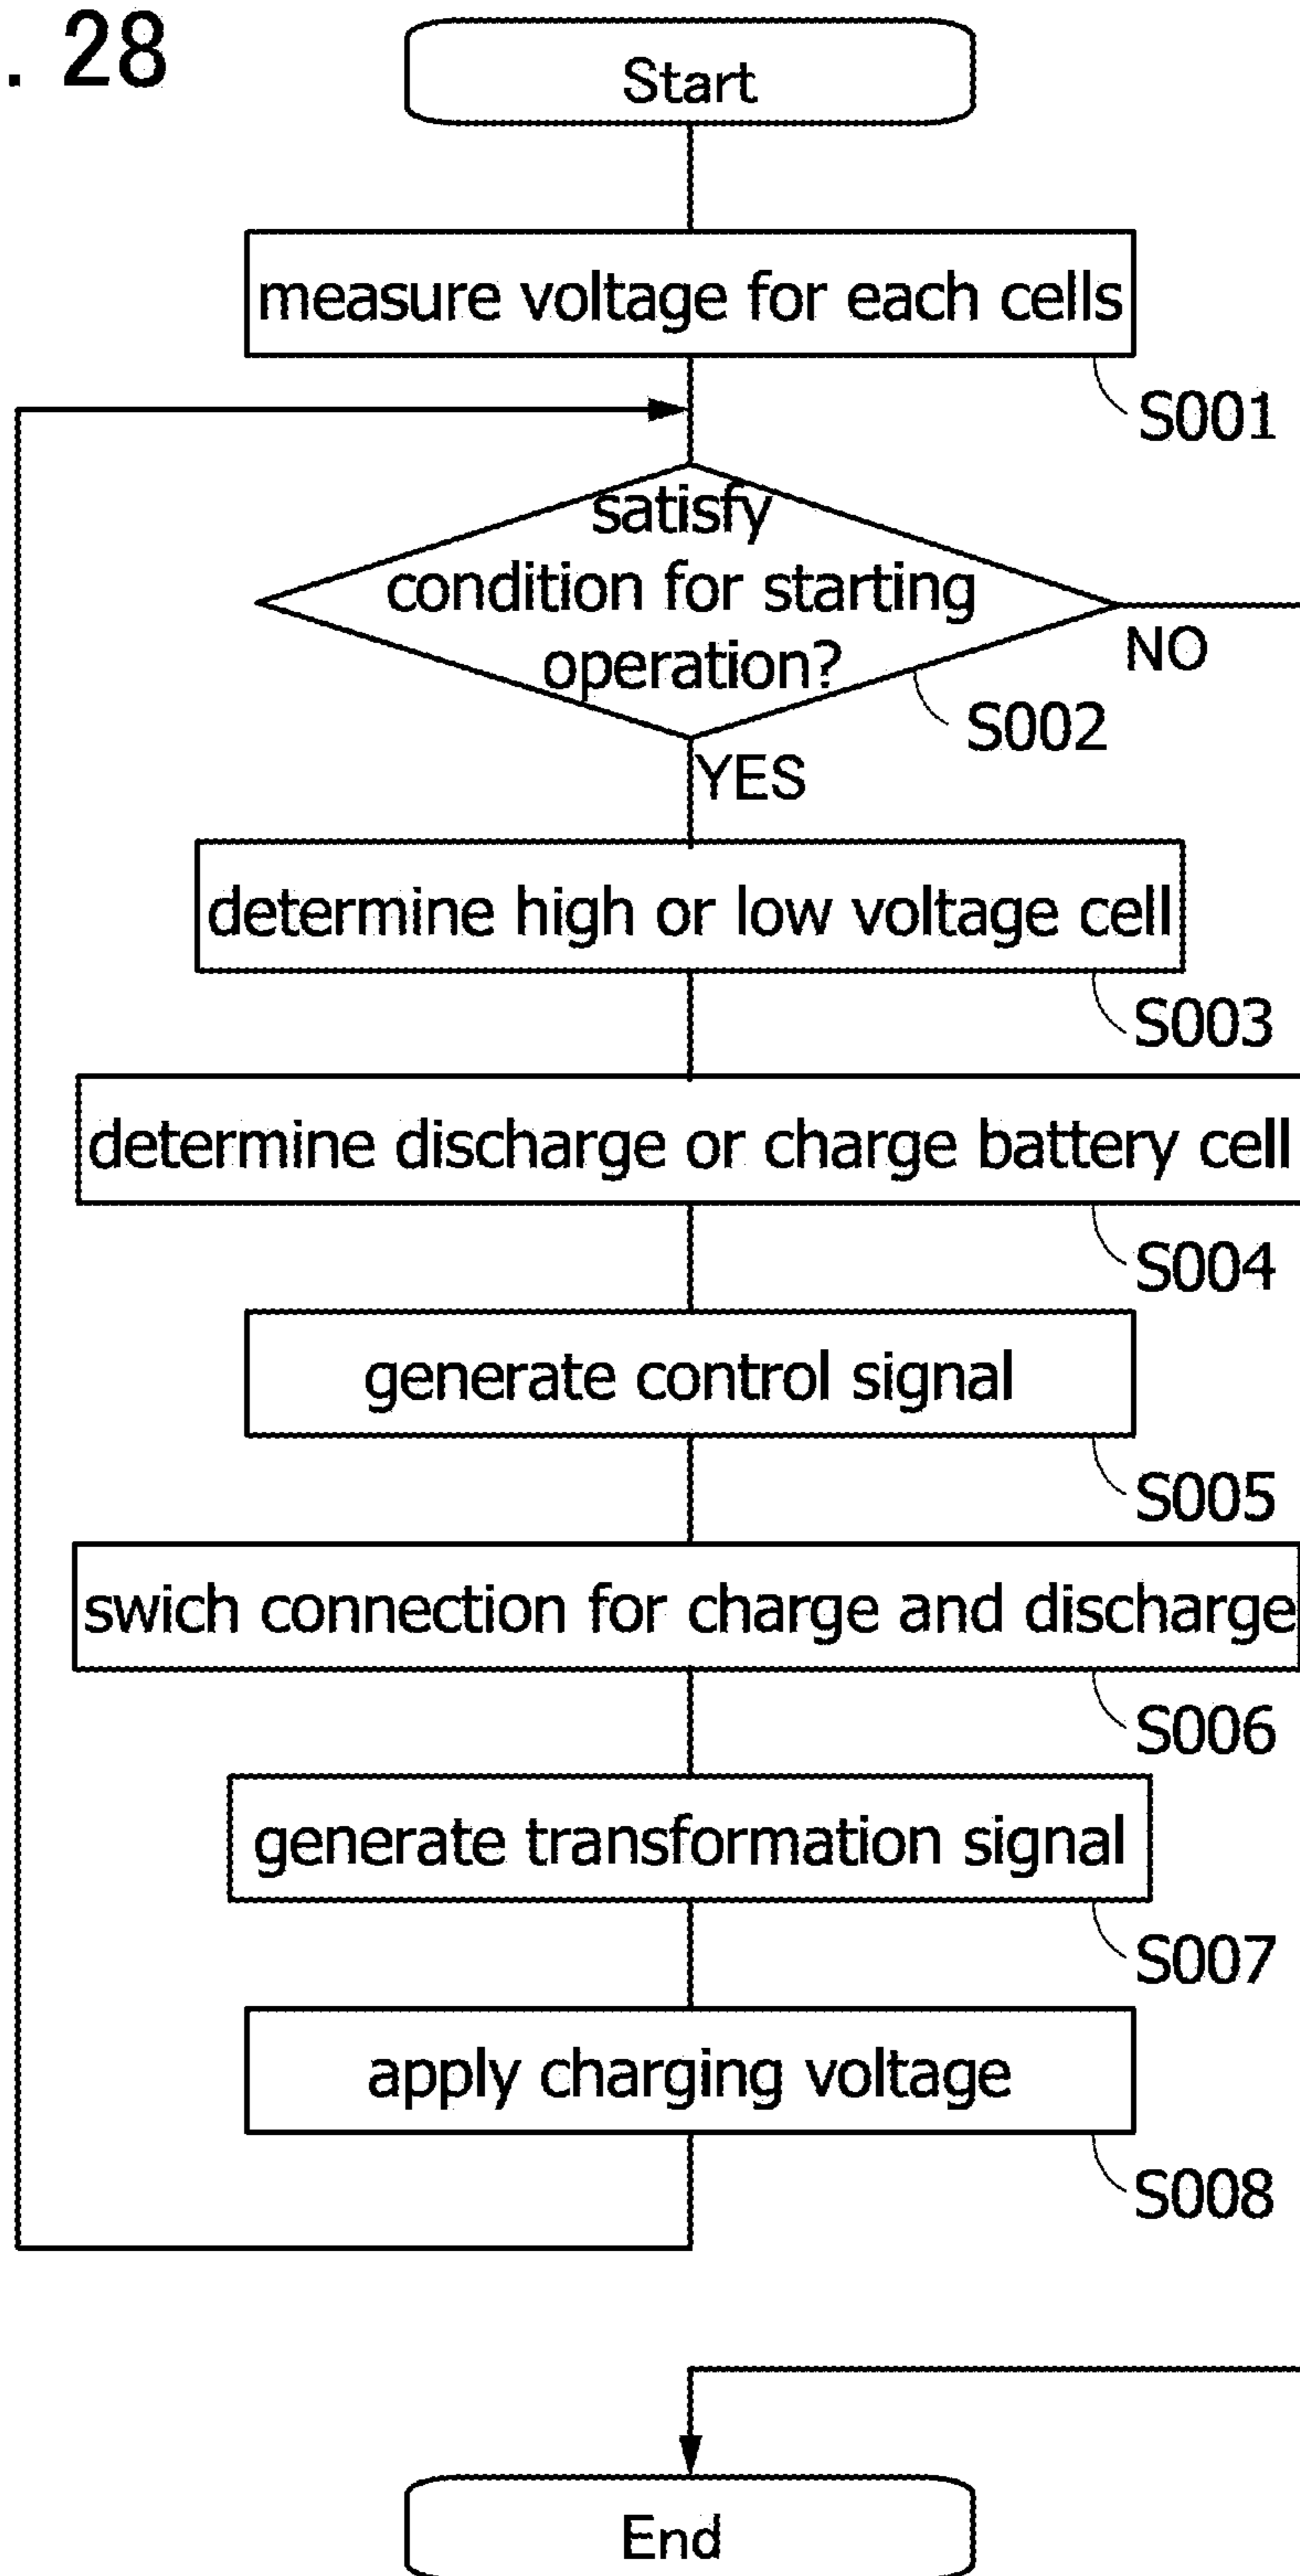 . 28
Start
measure voltage for each cells
S001
satisfy
condition for starting
operation?
NO
S002
YES
determine high or low voltage cell
S003
determine discharge or charge battery cell
S004
generate control signal
S005
swich connection for charge and discharge
S006
generate transformation signal
S007
apply charging voltage
S008
End